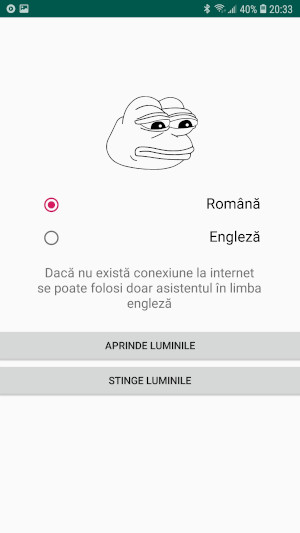 40% 20:33
Română
Engleză
Dacă nu există conexiune la internet
se poate folosi doar asistentul în limba
engleză
APRINDE LUMINILE
STINGE LUMINILE